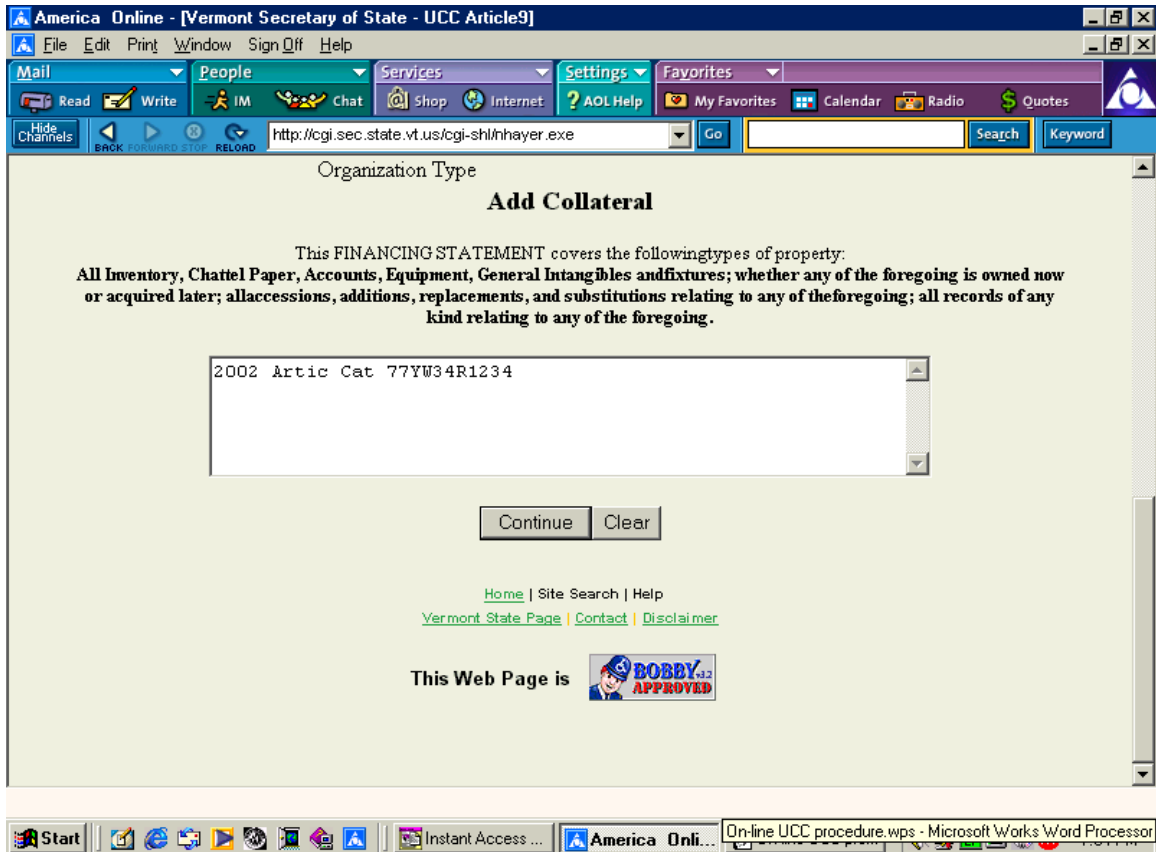 America Online - [Vermont Secretary of State - UCC Article9]
File Edit Print Window Sign Off Help
Mail People Services Settings Favorites
Read Write IM Chat Shop Internet AOL Help My Favorites Calendar Radio Quotes
Hide Channels BACK FORWARD STOP RELOAD http://cgi.sec.state.vt.us/cgi-shl/nhayer.exe Go Search Keyword
Organization Type
Add Collateral
This FINANCING STATEMENT covers the followingtypes of property:
All Inventory, Chattel Paper, Accounts, Equipment, General Intangibles andfixtures; whether any of the foregoing is owned now
or acquired later; allaccessions, additions, replacements, and substitutions relating to any of theforegoing; all records of any
kind relating to any of the foregoing.
2002 Artic Cat 77YW34R1234
Continue Clear
Home | Site Search | Help
Vermont State Page | Contact | Disclaimer
This Web Page is BOBBY v3.2 APPROVED
Start Instant Access ... America Onli... On-line UCC procedure.wps - Microsoft Works Word Processor